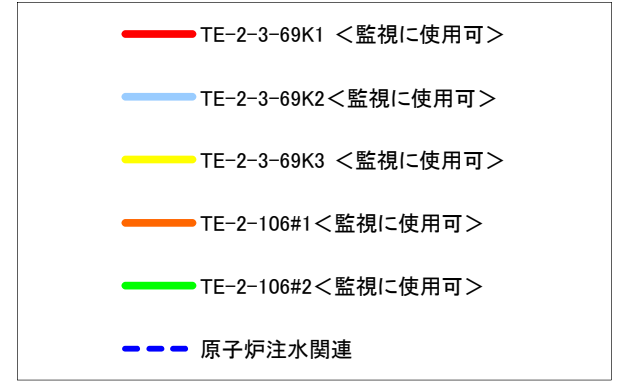 TE-2-3-69K1 ＜監視に使用可＞
TE-2-3-69K2＜監視に使用可＞
TE-2-3-69K3 ＜監視に使用可＞
TE-2-106#1＜監視に使用可＞
TE-2-106#2＜監視に使用可＞
原子炉注水関連